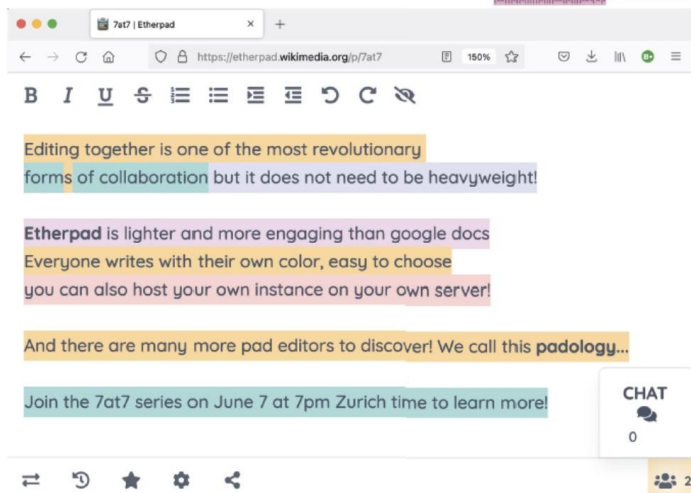 7at7 | Etherpad
https://etherpad.wikimedia.org/p/7at7
150%
B I U S
Editing together is one of the most revolutionary
forms of collaboration but it does not need to be heavyweight!
Etherpad is lighter and more engaging than google docs
Everyone writes with their own color, easy to choose
you can also host your own instance on your own server!
And there are many more pad editors to discover! We call this padology...
Join the 7at7 series on June 7 at 7pm Zurich time to learn more!
CHAT
0
2